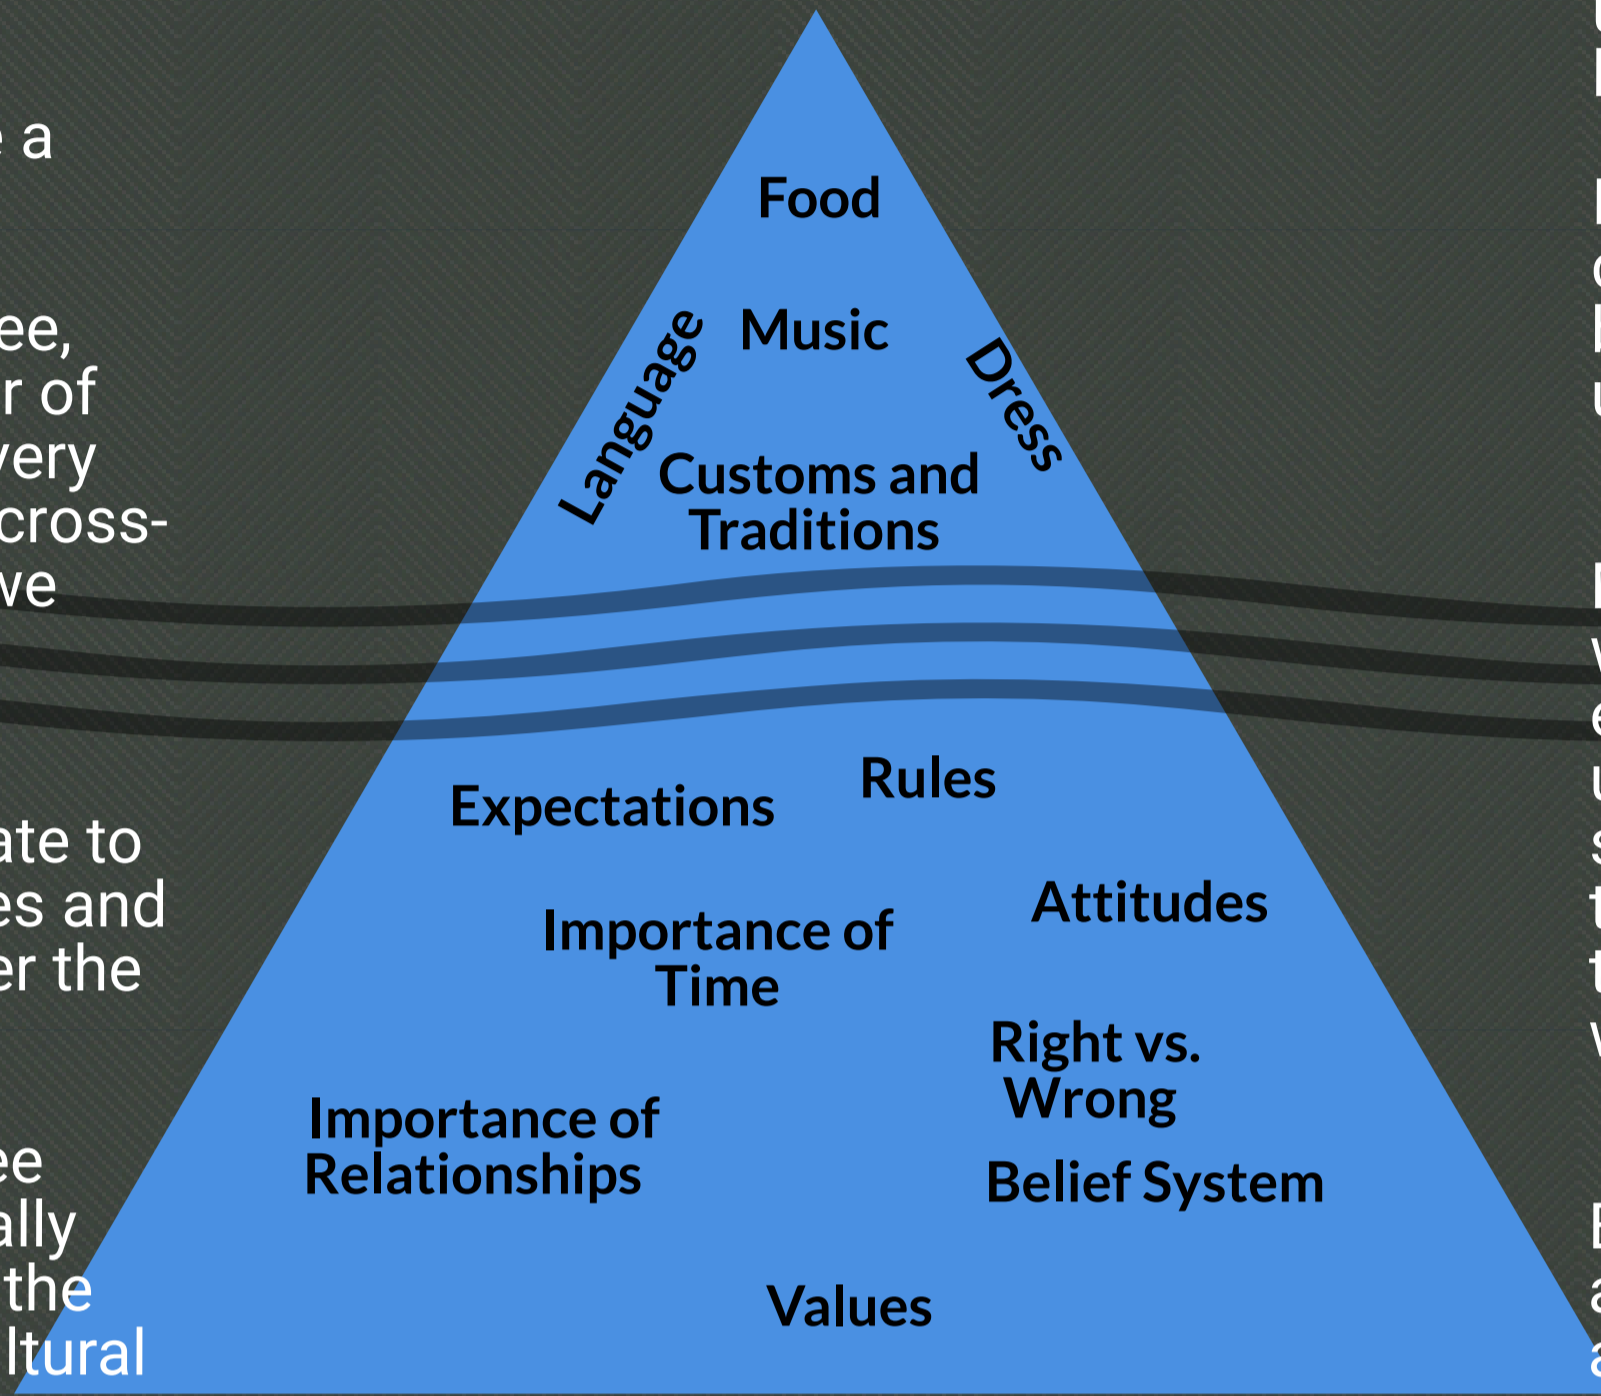 a
ee,
r of
very
cross-
we
ate to
es and
er the
ee
ally
the
ltural
Food
Music
Language
Dress
Customs and
Traditions
Rules
Expectations
Attitudes
Importance of
Time
Right vs.
Wrong
Importance of
Relationships
Belief System
Values